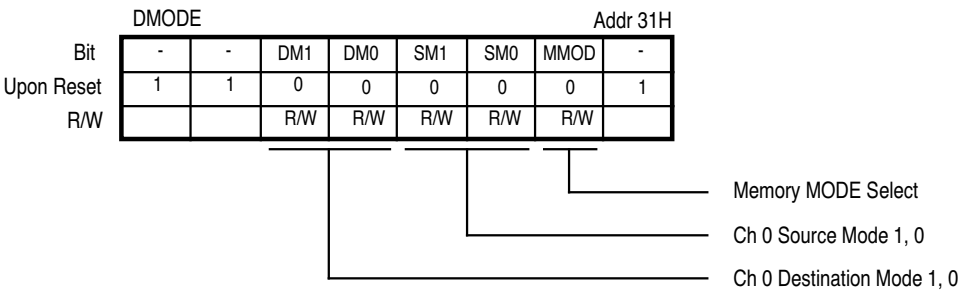 DMODE Addr 31H
Bit - - DM1 DM0 SM1 SM0 MMOD -
Upon Reset 1 1 0 0 0 0 0 1
R/W R/W R/W R/W R/W R/W
Memory MODE Select
Ch 0 Source Mode 1, 0
Ch 0 Destination Mode 1, 0